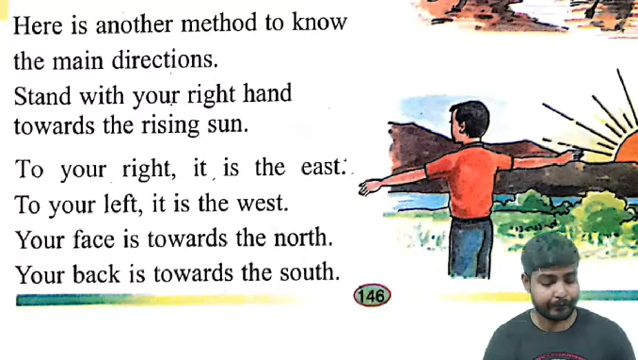 Here is another method to know
the main directions.
Stand with your right hand
towards the rising sun.
To your right, it is the east.
To your left, it is the west.
Your face is towards the north.
Your back is towards the south.
146